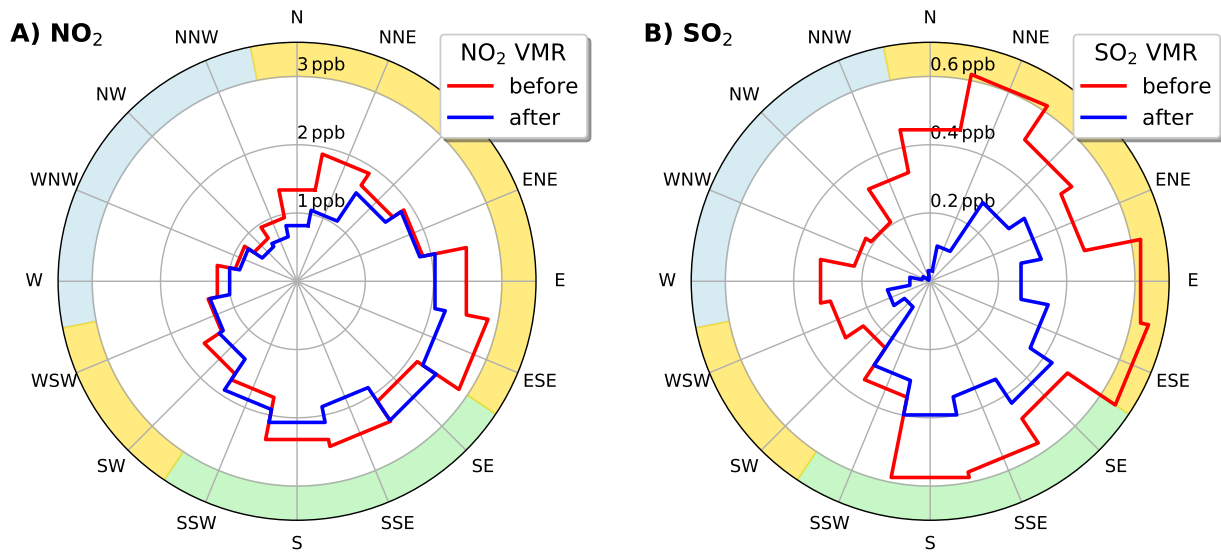 A) NO₂
N
NNE
ENE
E
ESE
SE
SSE
S
SSW
SW
WSW
W
WNW
NW
NNW
3 ppb
2 ppb
1 ppb
NO₂ VMR
before
after
B) SO₂
N
NNE
ENE
E
ESE
SE
SSE
S
SSW
SW
WSW
W
WNW
NW
NNW
0.6 ppb
0.4 ppb
0.2 ppb
SO₂ VMR
before
after